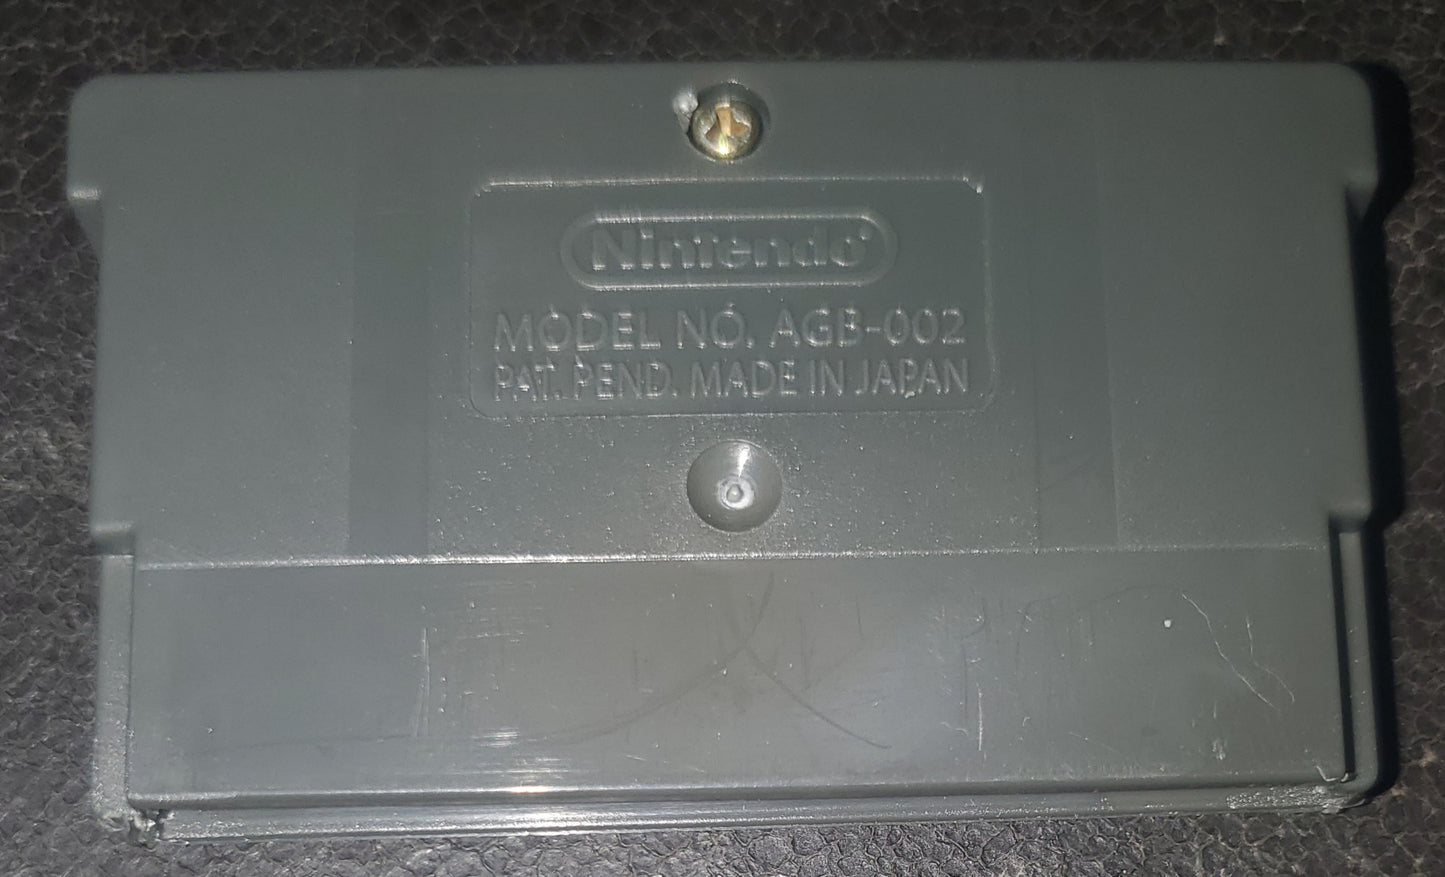 Nintendo
MODEL NO. AGB-002
PAT. PEND. MADE IN JAPAN